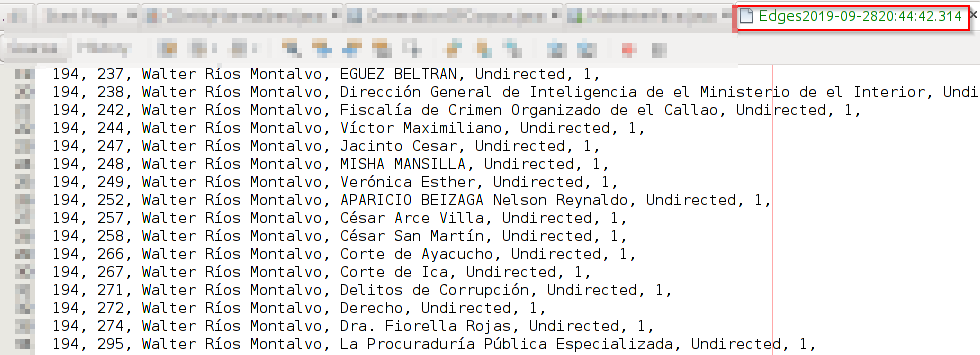 Edges2019-09-2820:44:42.314
194, 237, Walter Ríos Montalvo, EGUEZ BELTRAN, Undirected, 1,
194, 238, Walter Ríos Montalvo, Dirección General de Inteligencia de el Ministerio de el Interior, Undi
194, 242, Walter Ríos Montalvo, Fiscalía de Crimen Organizado de el Callao, Undirected, 1,
194, 244, Walter Ríos Montalvo, Víctor Maximiliano, Undirected, 1,
194, 247, Walter Ríos Montalvo, Jacinto Cesar, Undirected, 1,
194, 248, Walter Ríos Montalvo, MISHA MANSILLA, Undirected, 1,
194, 249, Walter Ríos Montalvo, Verónica Esther, Undirected, 1,
194, 252, Walter Ríos Montalvo, APARICIO BEIZAGA Nelson Reynaldo, Undirected, 1,
194, 257, Walter Ríos Montalvo, César Arce Villa, Undirected, 1,
194, 258, Walter Ríos Montalvo, César San Martín, Undirected, 1,
194, 266, Walter Ríos Montalvo, Corte de Ayacucho, Undirected, 1,
194, 267, Walter Ríos Montalvo, Corte de Ica, Undirected, 1,
194, 271, Walter Ríos Montalvo, Delitos de Corrupción, Undirected, 1,
194, 272, Walter Ríos Montalvo, Derecho, Undirected, 1,
194, 274, Walter Ríos Montalvo, Dra. Fiorella Rojas, Undirected, 1,
194, 295, Walter Ríos Montalvo, La Procuraduría Pública Especializada, Undirected, 1,